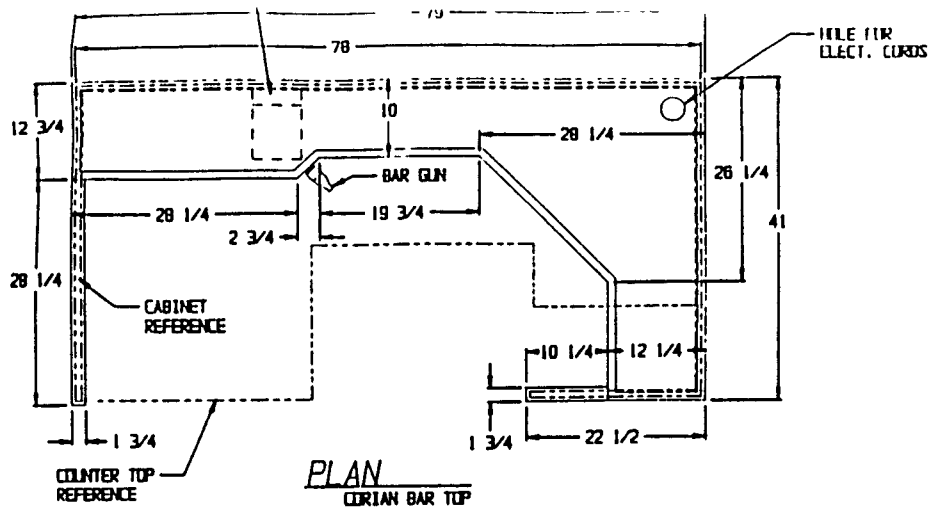 79
78
HOLE FOR
ELECT. CORDS
12 3/4
10
28 1/4
26 1/4
BAR GUN
41
28 1/4
19 3/4
2 3/4
28 1/4
CABINET
REFERENCE
10 1/4
12 1/4
1 3/4
1 3/4
22 1/2
COUNTER TOP
REFERENCE
PLAN
CORIAN BAR TOP